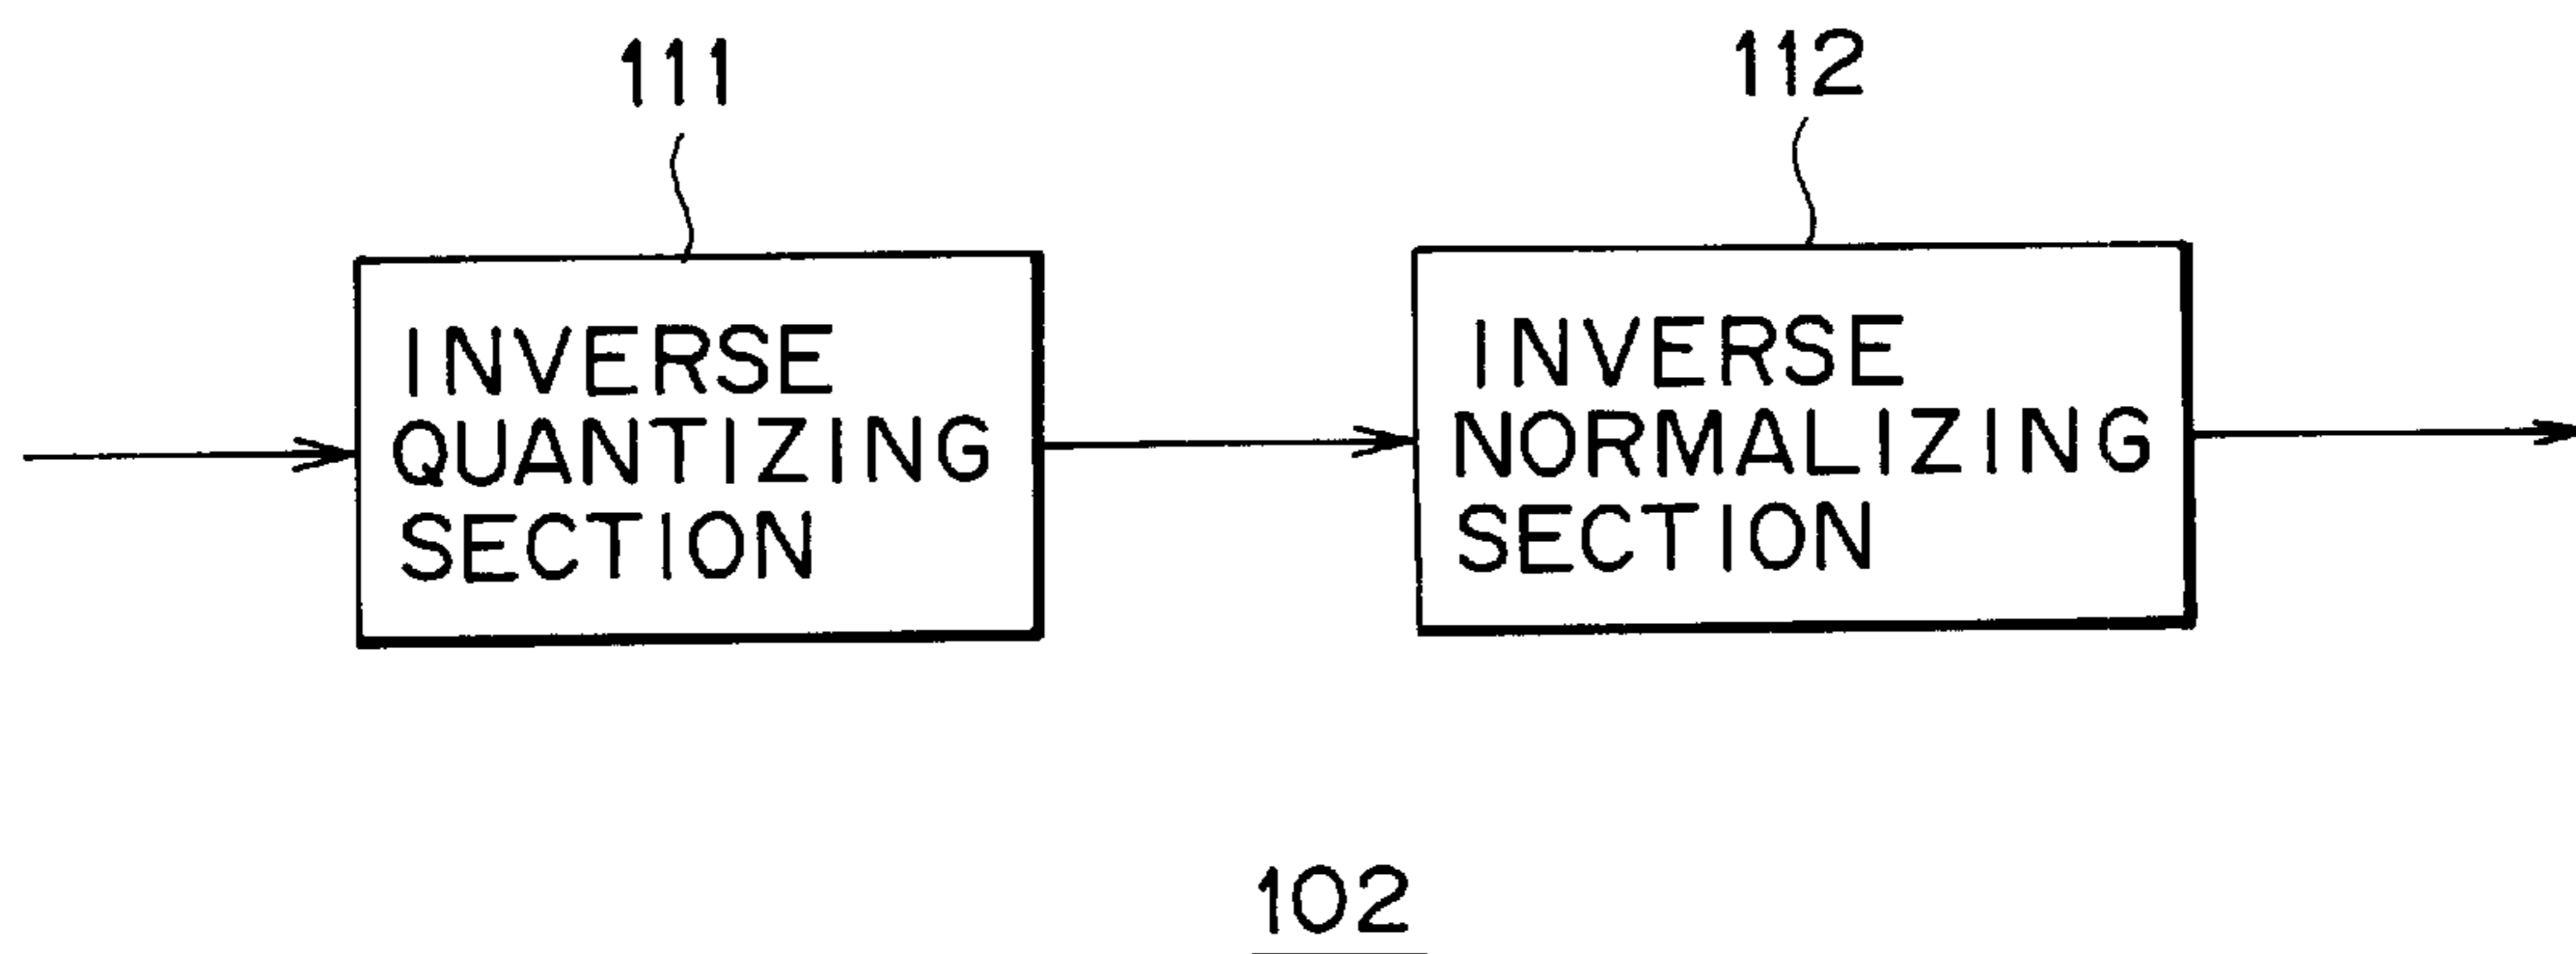 111
112
INVERSE
QUANTIZING
SECTION
INVERSE
NORMALIZING
SECTION
102